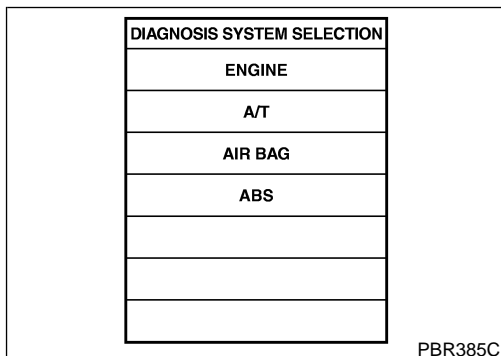 DIAGNOSIS SYSTEM SELECTION
ENGINE
A/T
AIR BAG
ABS
PBR385C